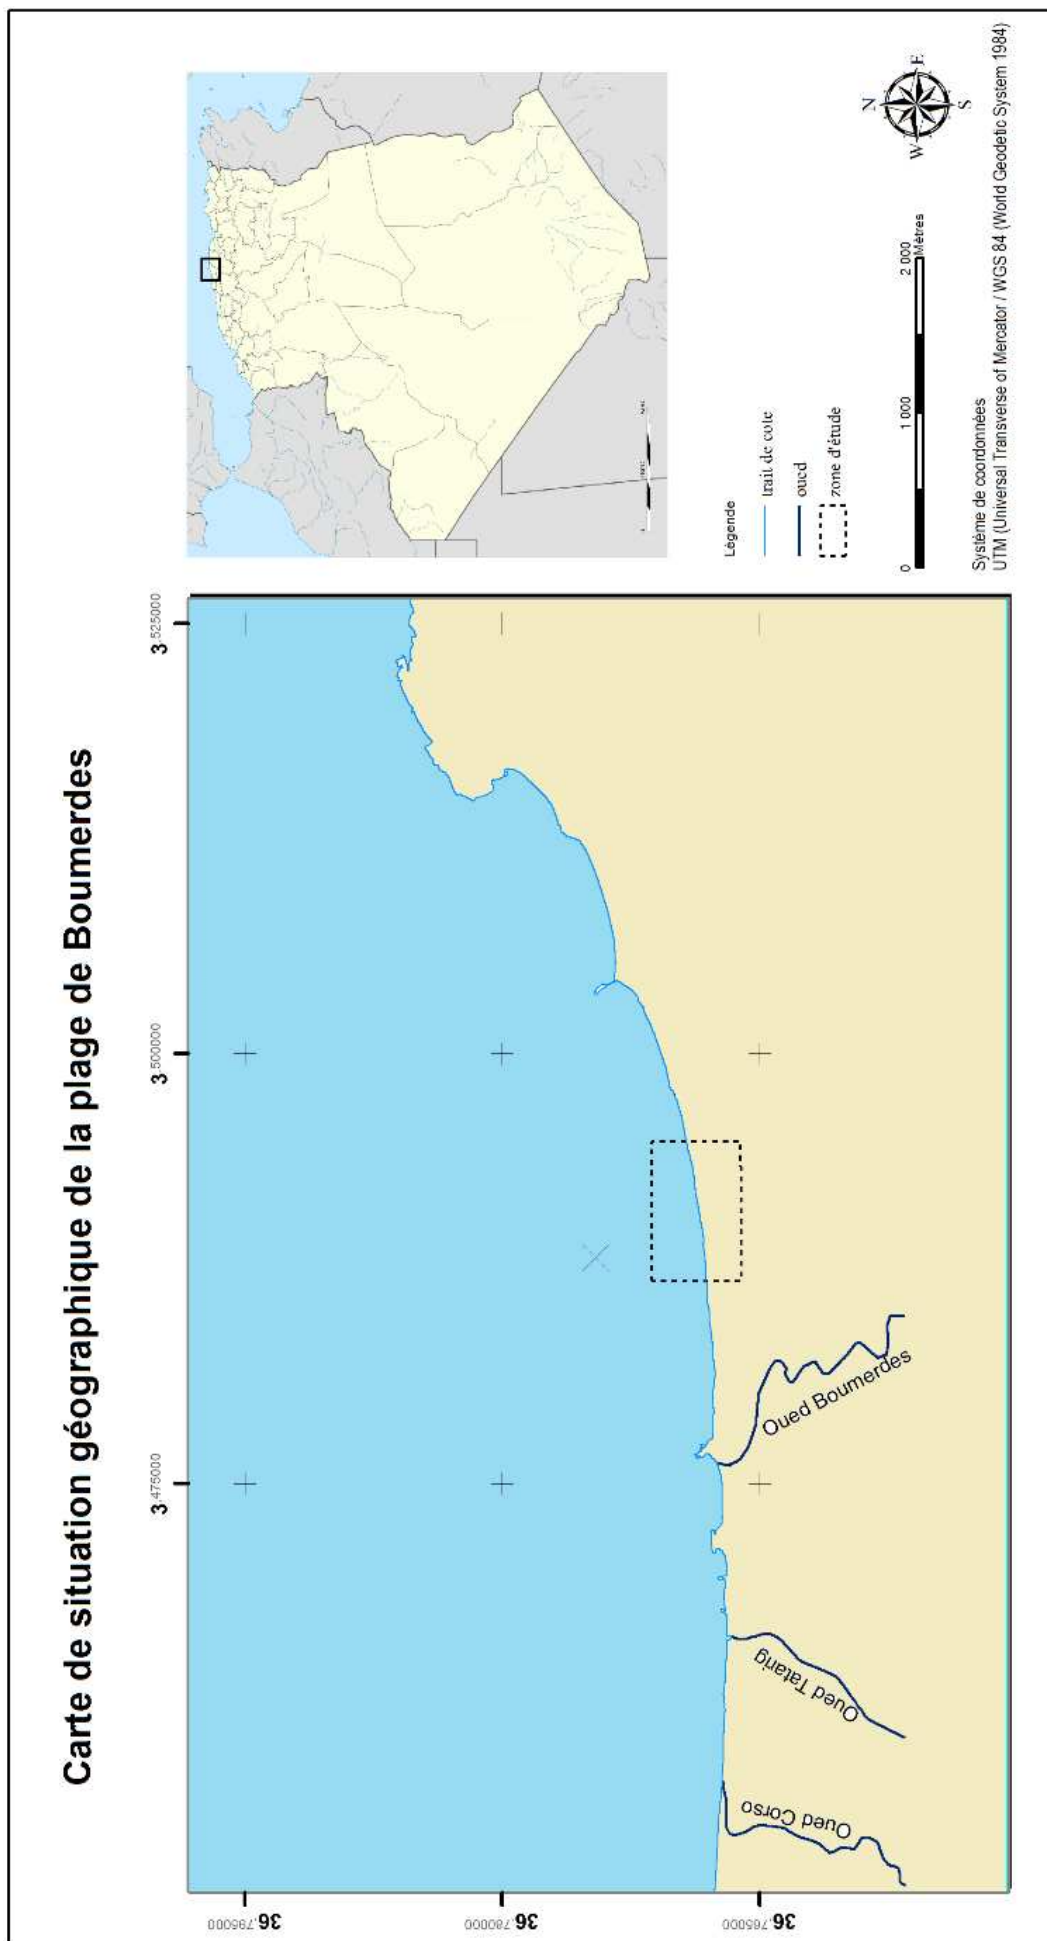 Carte de situation géographique de la plage de Boumerdes
3.475000
3.500000
3.525000
36.795000
36.780000
36.765000
Oued Corso
Oued Tatarig
Oued Boumerdes
Légende
trait de cote
oued
zone d'étude
0 1 000 2 000
Mètres
N
W E
S
Système de coordonnées
UTM (Universal Transverse of Mercator / WGS 84 (World Geodetic System 1984)